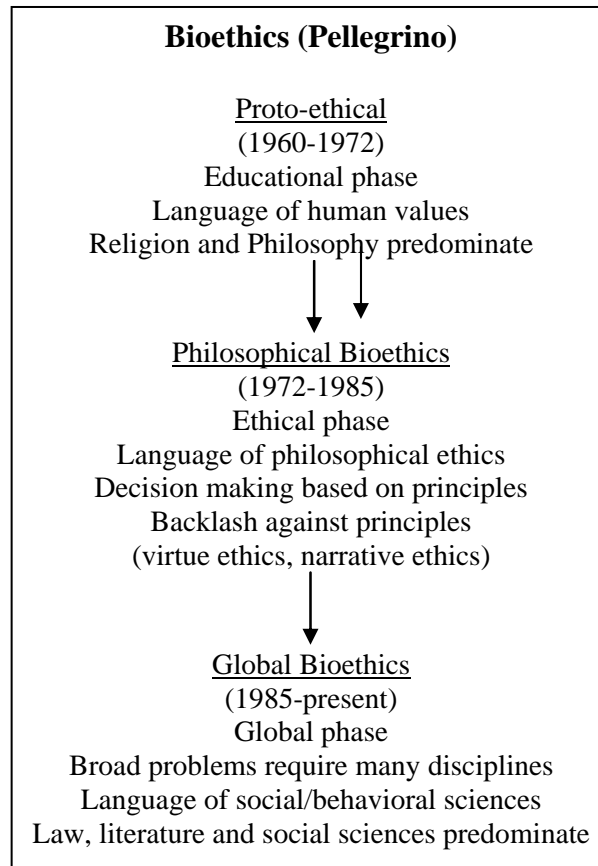 Bioethics (Pellegrino)
Proto-ethical
(1960-1972)
Educational phase
Language of human values
Religion and Philosophy predominate
Philosophical Bioethics
(1972-1985)
Ethical phase
Language of philosophical ethics
Decision making based on principles
Backlash against principles
(virtue ethics, narrative ethics)
Global Bioethics
(1985-present)
Global phase
Broad problems require many disciplines
Language of social/behavioral sciences
Law, literature and social sciences predominate